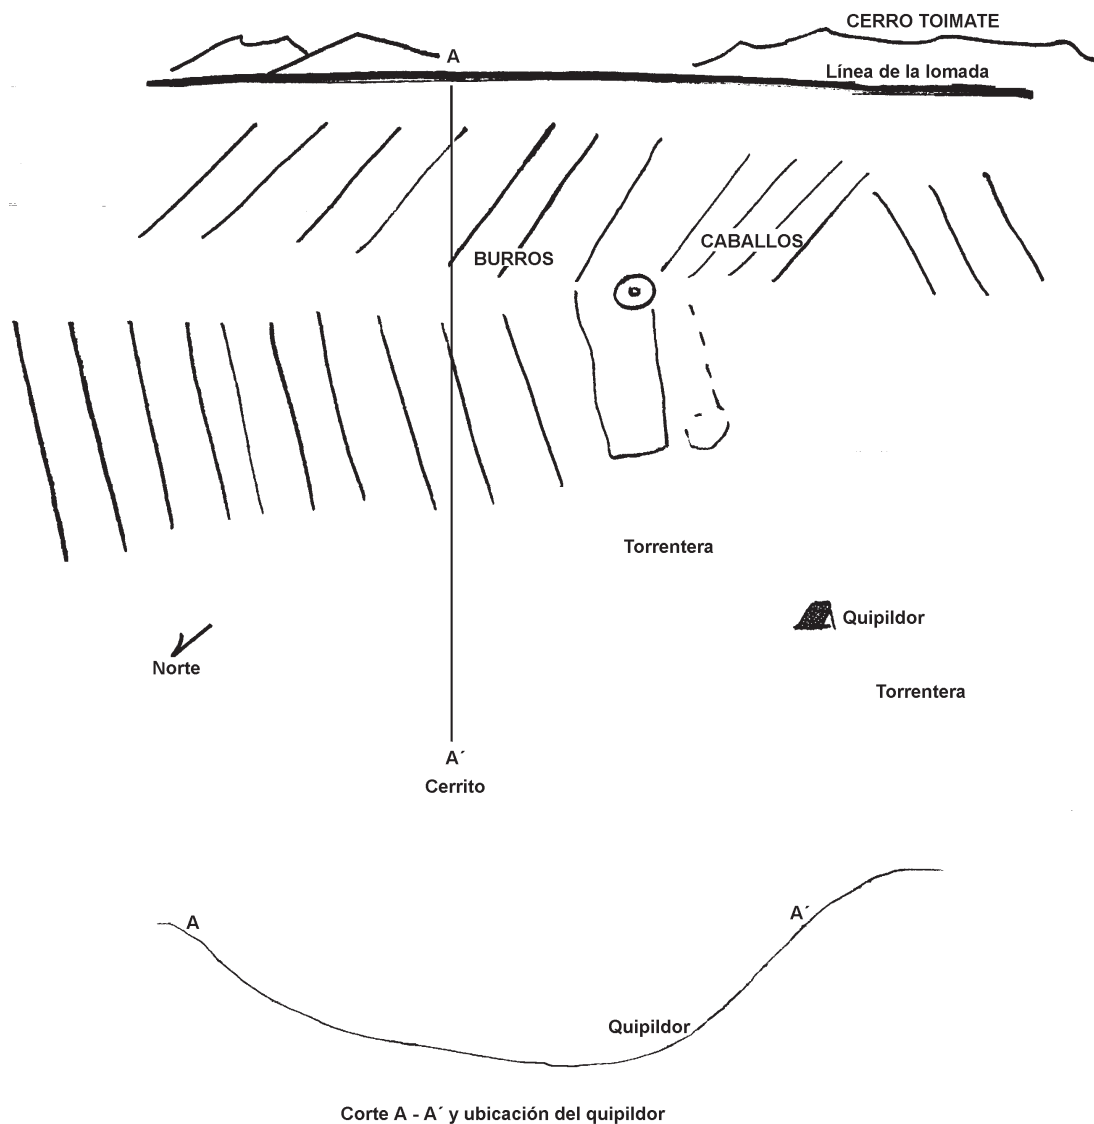 CERRO TOIMATE
A
Línea de la lomada
CABALLOS
BURROS
Torrentera
Quipildor
Norte
Torrentera
A´
Cerrito
A´
A
Quipildor
Corte A - A´ y ubicación del quipildor